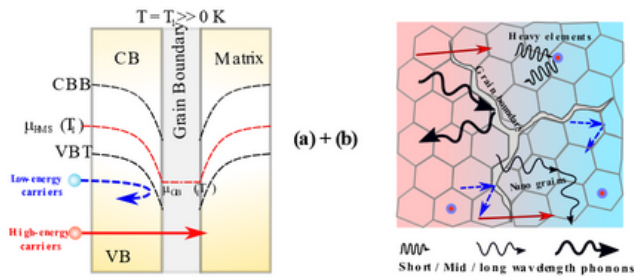 T = T₁ >> 0 K
CB
Grain Boundary
Matrix
CBB
μHMS (T₁)
VBT
Low-energy
carriers
μGB
High-energy
carriers
VB
(a) + (b)
Heavy elements
Grain boundary
Nano grains
Short / Mid / long wavelength phonons